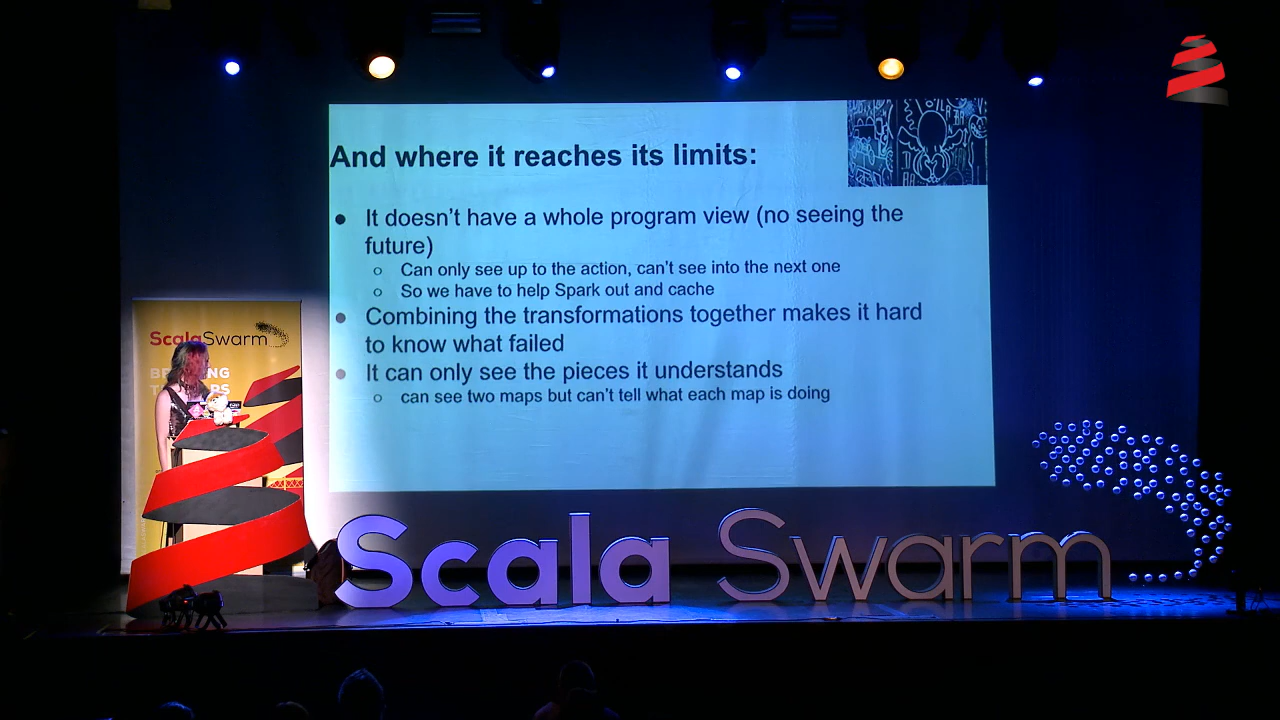 And where it reaches its limits:
● It doesn't have a whole program view (no seeing the
future)
○ Can only see up to the action, can't see into the next one
○ So we have to help Spark out and cache
● Combining the transformations together makes it hard
to know what failed
● It can only see the pieces it understands
○ can see two maps but can't tell what each map is doing
ScalaSwarm
Scala Swarm